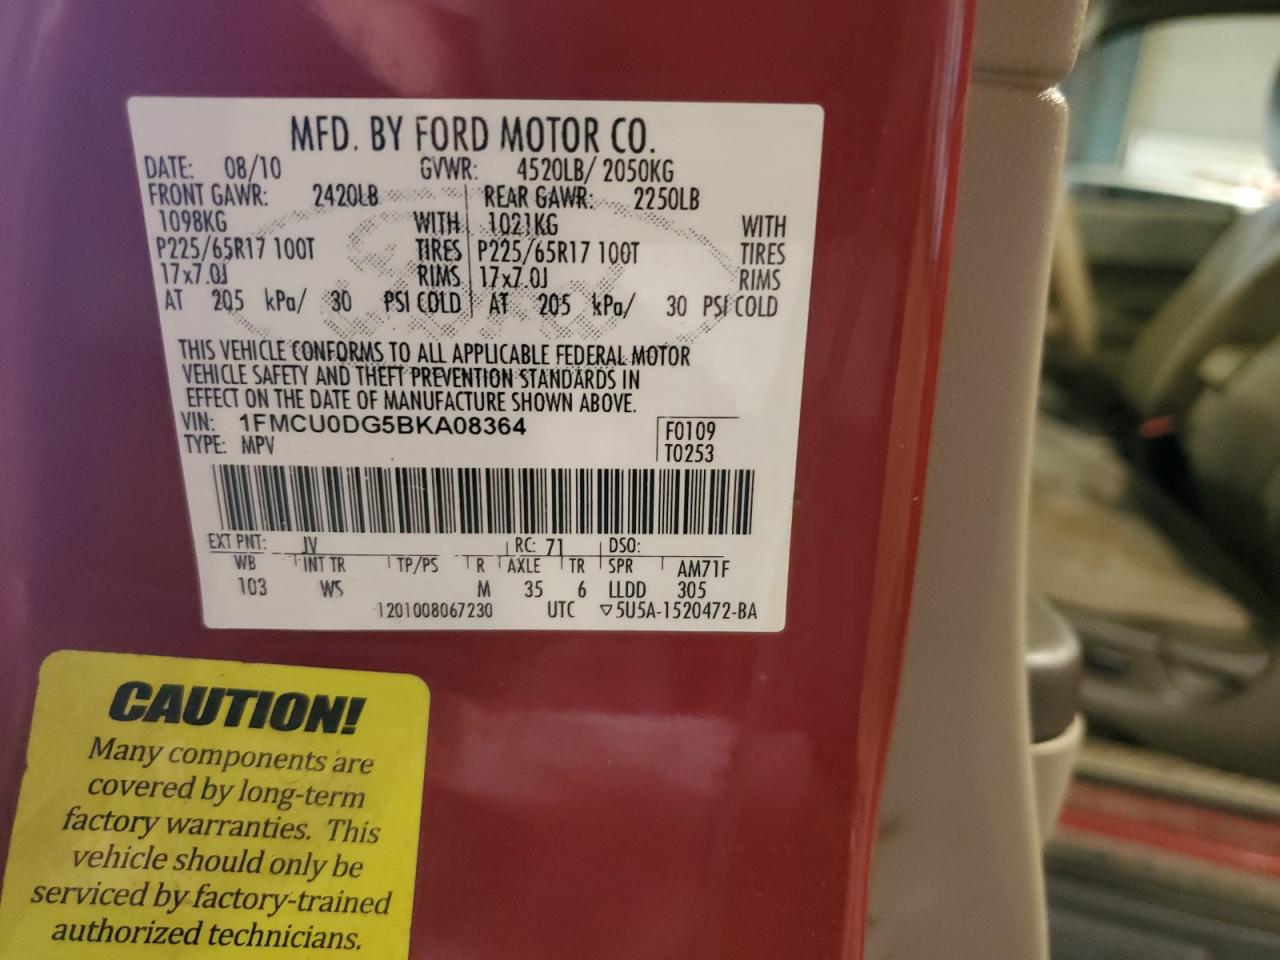 MFD. BY FORD MOTOR CO.
DATE: 08/10 GVWR: 4520LB/ 2050KG
FRONT GAWR: 2420LB REAR GAWR: 2250LB
1098KG WITH 1021KG WITH
P225/65R17 100T TIRES P225/65R17 100T TIRES
17x7.0J RIMS 17x7.0J RIMS
AT 205 kPa/ 30 PSI COLD AT 205 kPa/ 30 PSI COLD
THIS VEHICLE CONFORMS TO ALL APPLICABLE FEDERAL MOTOR
VEHICLE SAFETY AND THEFT PREVENTION STANDARDS IN
EFFECT ON THE DATE OF MANUFACTURE SHOWN ABOVE.
VIN: 1FMCU0DG5BKA08364 F0109
TYPE: MPV T0253
EXT PNT: JV RC: 71 DSO:
WB INT TR TP/PS R AXLE TR SPR AM71F
103 WS M 35 6 LLDD 305
1201008067230 UTC ▽5U5A-1520472-BA
CAUTION!
Many components are
covered by long-term
factory warranties. This
vehicle should only be
serviced by factory-trained
authorized technicians.